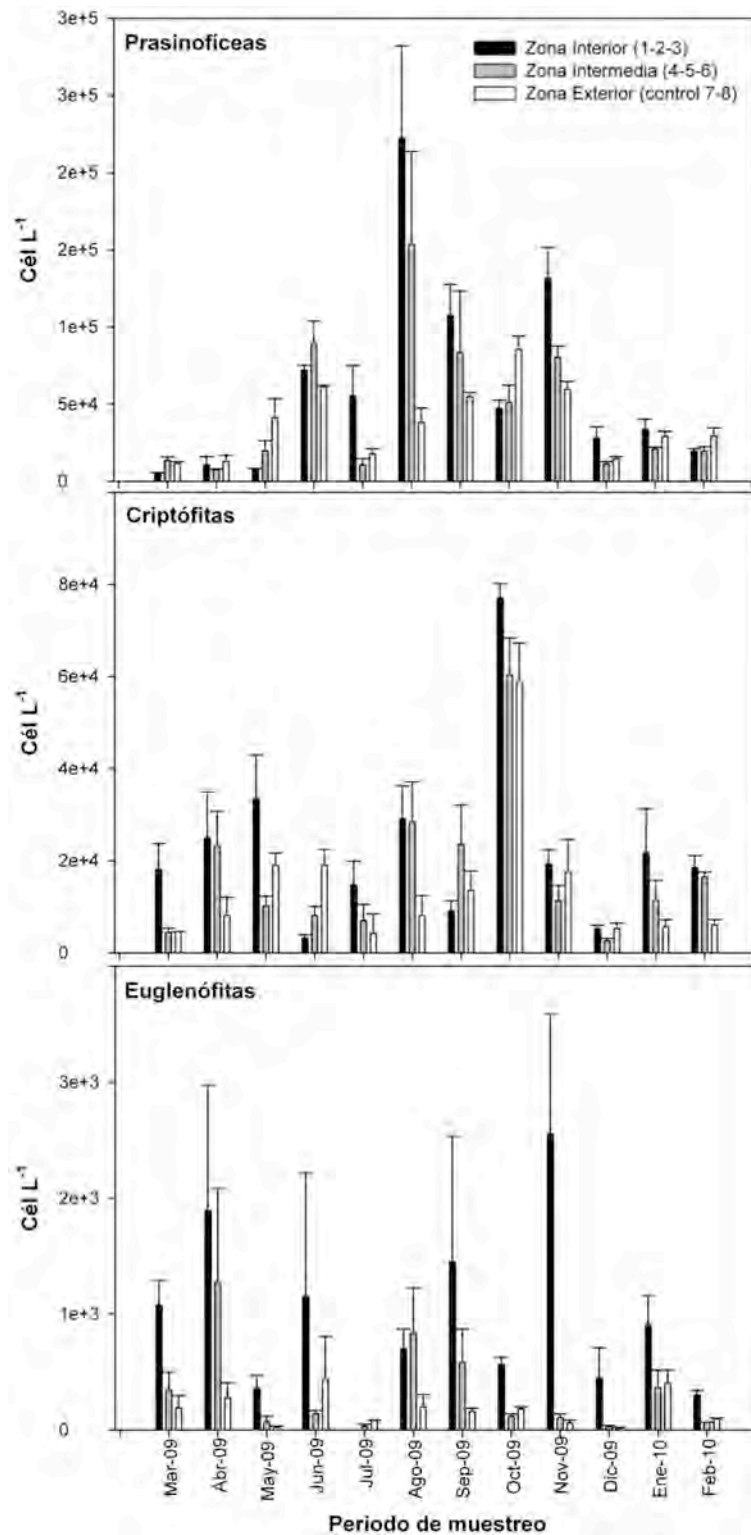 Prasinofíceas
Zona Interior (1-2-3)
Zona Intermedia (4-5-6)
Zona Exterior (control 7-8)
3e+5
3e+5
2e+5
2e+5
1e+5
5e+4
0
Cél L-1
Criptófitas
8e+4
6e+4
4e+4
2e+4
0
Cél L-1
Euglenófitas
3e+3
2e+3
1e+3
0
Cél L-1
Mar-09
Abr-09
May-09
Jun-09
Jul-09
Ago-09
Sep-09
Oct-09
Nov-09
Dic-09
Ene-10
Feb-10
Periodo de muestreo